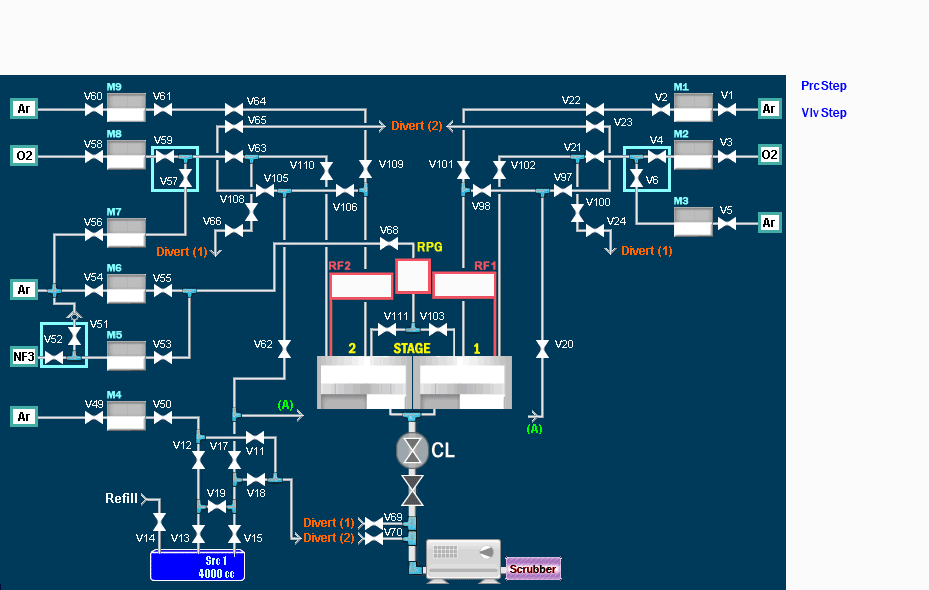 M9
M1
PrcStep
Ar
V60
V61
V64
V22
V2
V1
Ar
VlvStep
V65
Divert (2)
V23
M8
M2
O2
V58
V59
V63
V110
V109
V101
V102
V21
V4
V3
O2
V57
V105
V97
V6
V108
V106
V98
V100
M7
M3
V56
V66
V24
V5
Ar
V68
Divert (1)
RPG
Divert (1)
M6
RF2
RF1
Ar
V54
V55
V111
V103
V51
V52
M5
NF3
V53
V62
2
STAGE
1
V20
M4
(A)
Ar
V49
V50
(A)
V12
V17
V11
CL
V19
V18
Refill
Divert (1)
V69
V14
V13
V15
Divert (2)
V70
Src 1
4000 cc
Scrubber